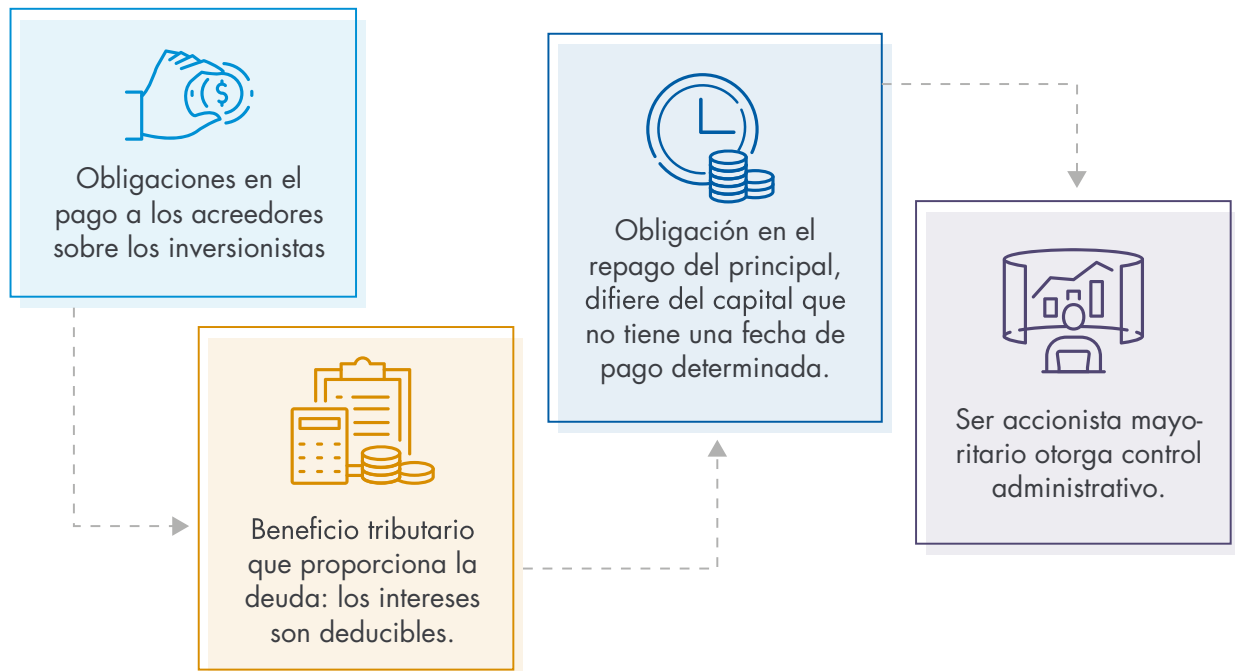 $
Obligaciones en el
pago a los acreedores
sobre los inversionistas
Beneficio tributario
que proporciona la
deuda: los intereses
son deducibles.
Obligación en el
repago del principal,
difiere del capital que
no tiene una fecha de
pago determinada.
Ser accionista mayo-
ritario otorga control
administrativo.